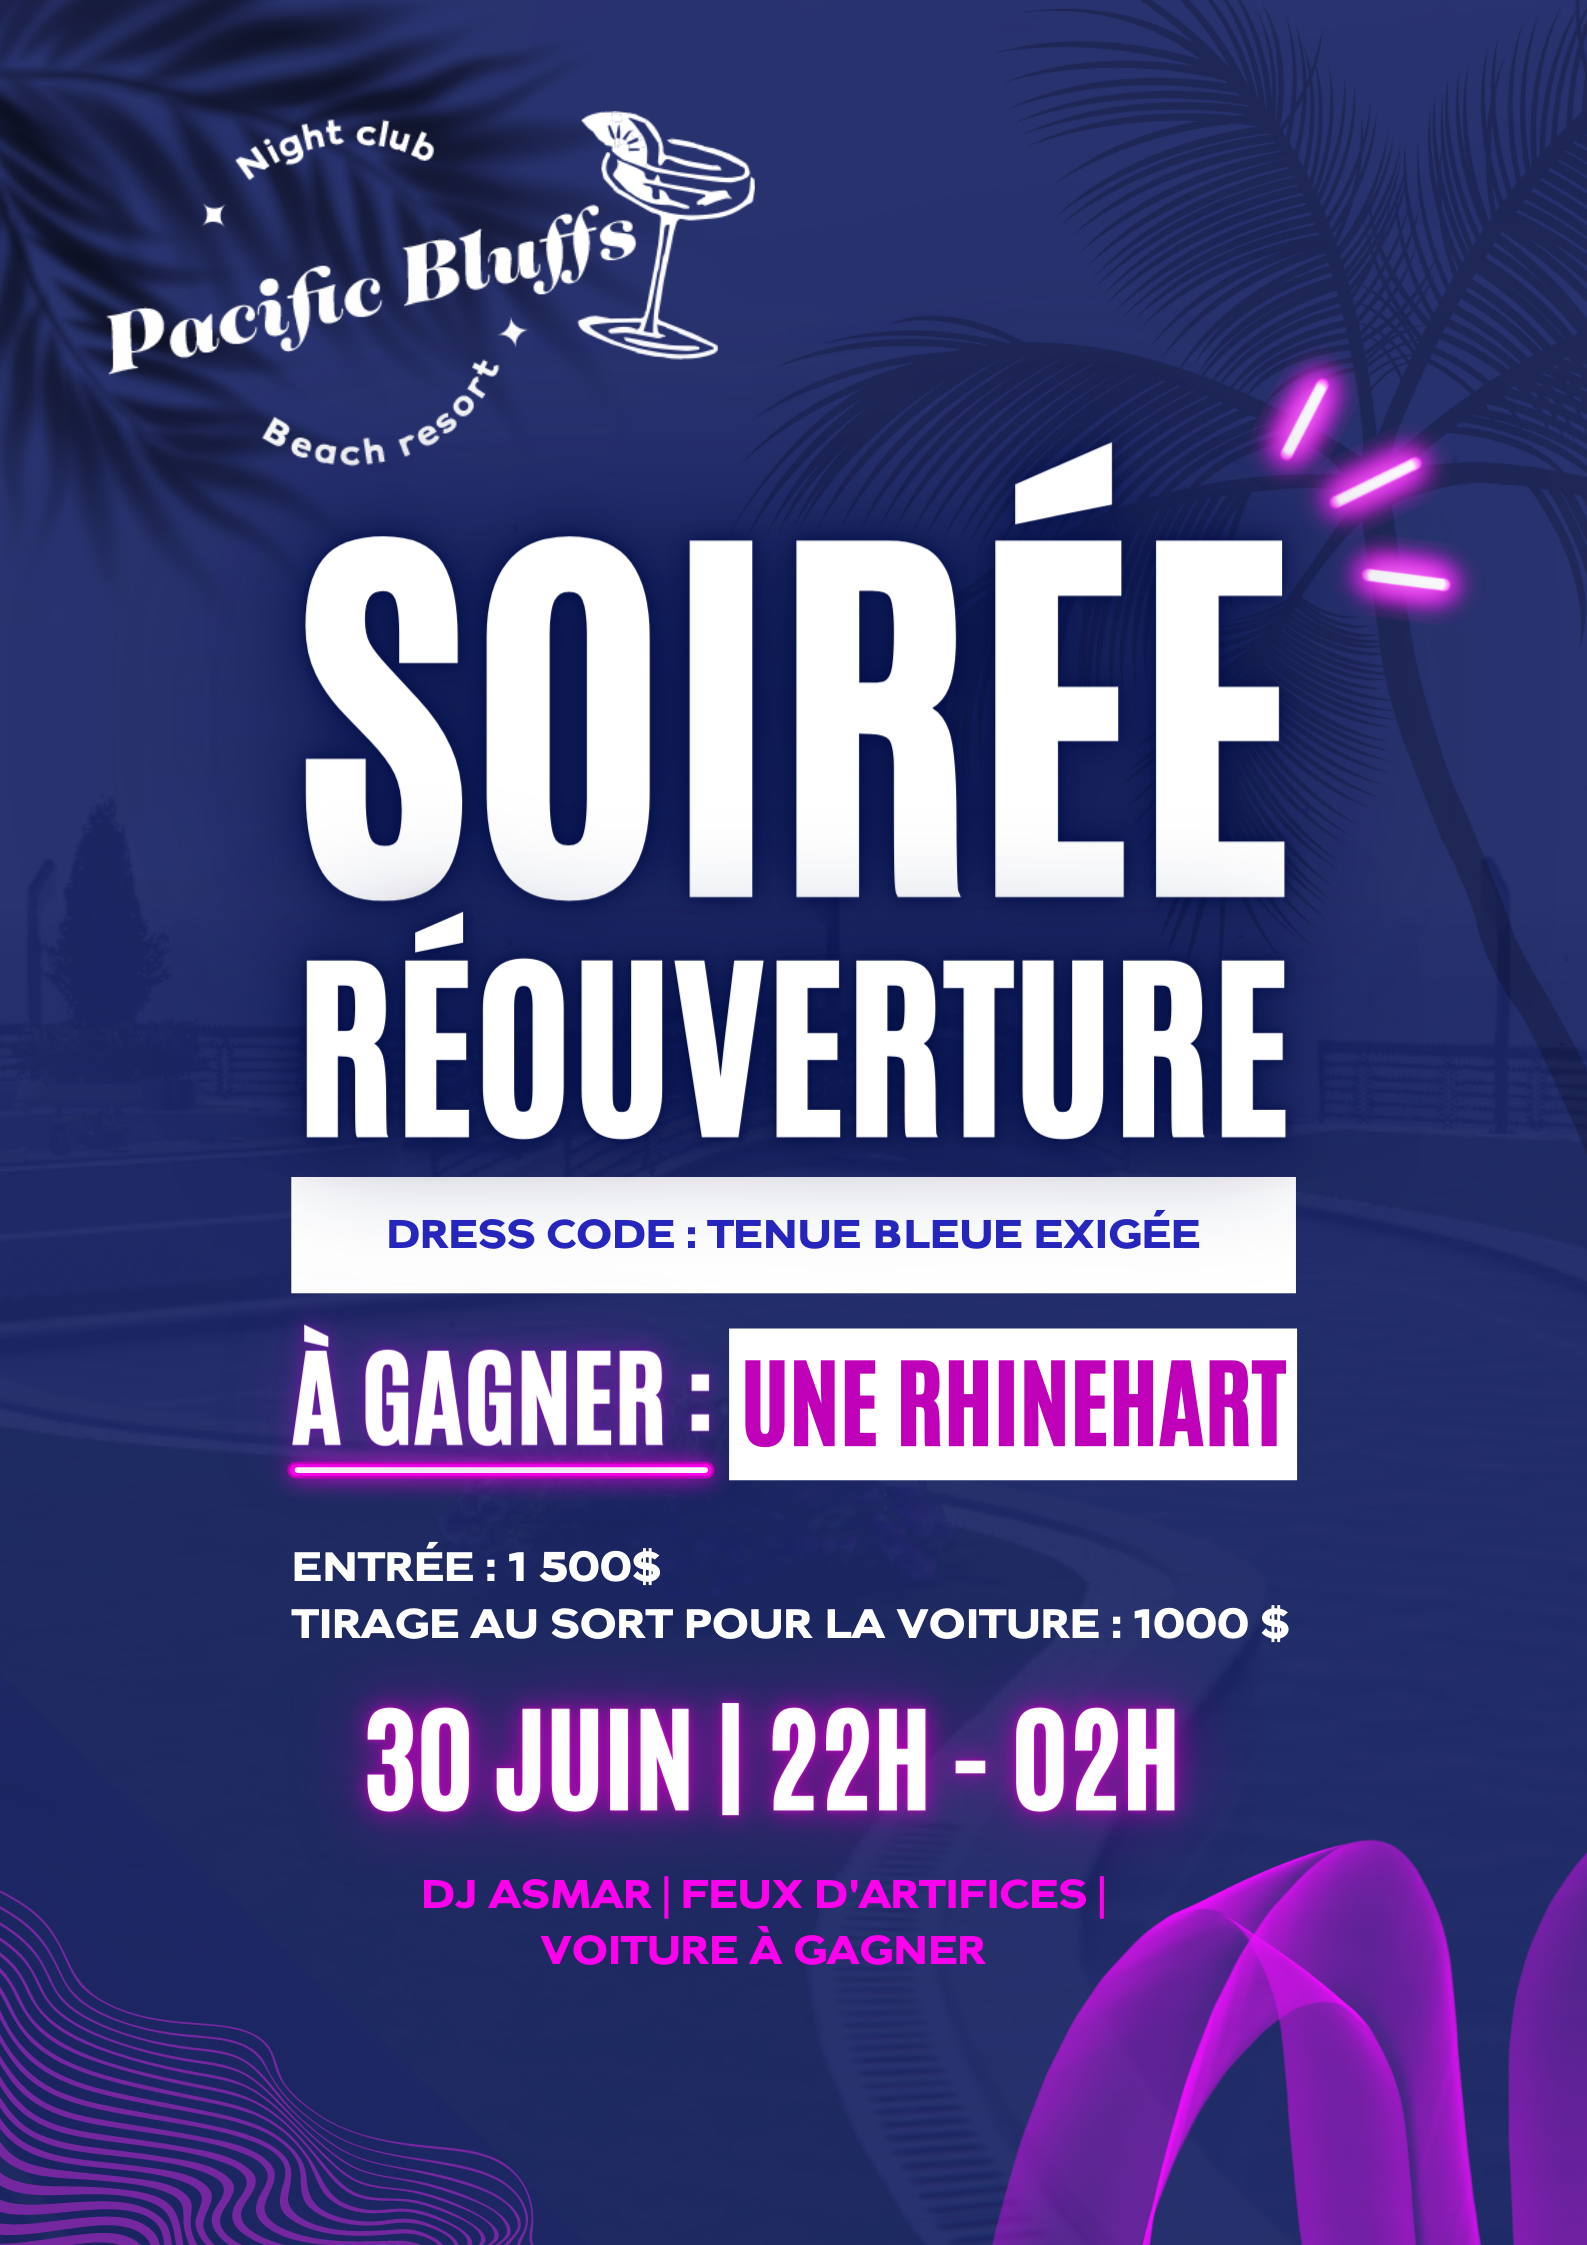 Night club
Pacific Bluffs
Beach resort
SOIRÉE
RÉOUVERTURE
DRESS CODE : TENUE BLEUE EXIGÉE
À GAGNER : UNE RHINEHART
ENTRÉE : 1 500$
TIRAGE AU SORT POUR LA VOITURE : 1000 $
30 JUIN | 22H - 02H
DJ ASMAR | FEUX D'ARTIFICES |
VOITURE À GAGNER